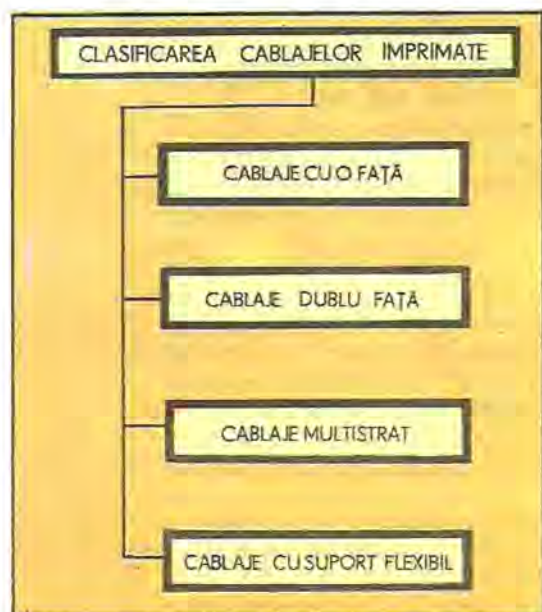 CLASIFICAREA CABLAJELOR IMPRIMATE
CABLAJE CU O FAȚĂ
CABLAJE DUBLU FAȚĂ
CABLAJE MULTISTRAT
CABLAJE CU SUPORT FLEXIBIL